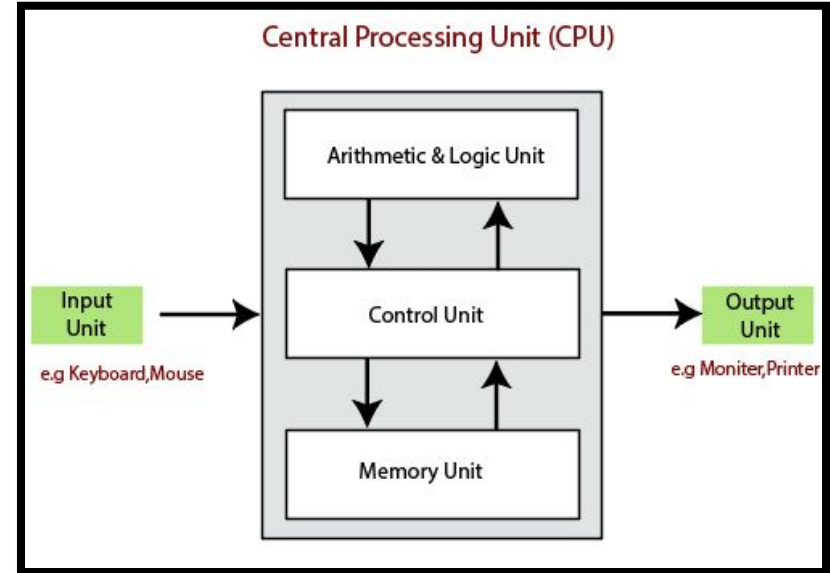 Central Processing Unit (CPU)
Arithmetic & Logic Unit
Input
Unit
e.g Keyboard,Mouse
Control Unit
Output
Unit
e.g Moniter,Printer
Memory Unit